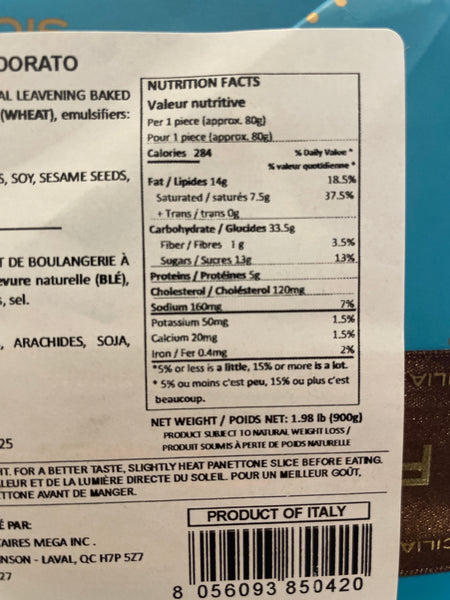 DORATO
AL LEAVENING BAKED
(WHEAT), emulsifiers:
S, SOY, SESAME SEEDS,
T DE BOULANGERIE À
evure naturelle (BLÉ),
, sel.
, ARACHIDES, SOJA,
25
NUTRITION FACTS
Valeur nutritive
Per 1 piece (approx. 80g)
Pour 1 piece (approx. 80g)
Calories 284 % Daily Value *
% valeur quotidienne *
Fat / Lipides 14g 18.5%
Saturated / saturés 7.5g 37.5%
+ Trans / trans 0g
Carbohydrate / Glucides 33.5g
Fiber / Fibres 1 g 3.5%
Sugars / Sucres 13g 13%
Proteins / Protéines 5g
Cholesterol / Choléstérol 120mg
Sodium 160mg 7%
Potassium 50mg 1.5%
Calcium 20mg 1.5%
Iron / Fer 0.4mg 2%
*5% or less is a little, 15% or more is a lot.
* 5% ou moins c'est peu, 15% ou plus c'est
beaucoup.
NET WEIGHT / POIDS NET: 1.98 lb (900g)
PRODUCT SUBJECT TO NATURAL WEIGHT LOSS /
PRODUIT SOUMIS À PERTE DE POIDS NATURELLE
HT. FOR A BETTER TASTE, SLIGHTLY HEAT PANETTONE SLICE BEFORE EATING.
LEUR ET DE LA LUMIÈRE DIRECTE DU SOLEIL. POUR UN MEILLEUR GOÛT,
TTONE AVANT DE MANGER.
É PAR:
TAIRES MEGA INC .
NSON - LAVAL, QC H7P 5Z7
27
PRODUCT OF ITALY
8 056093 850420